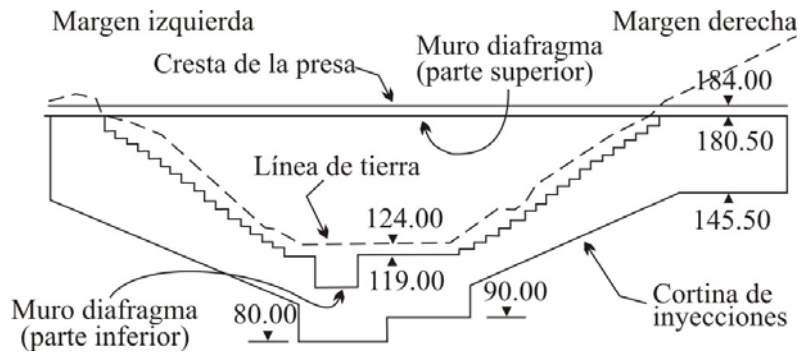 Margen izquierda
Margen derecha
Muro diafragma
(parte superior)
Cresta de la presa
184.00
180.50
Línea de tierra
124.00
145.50
119.00
Muro diafragma
(parte inferior)
80.00
90.00
Cortina de
inyecciones